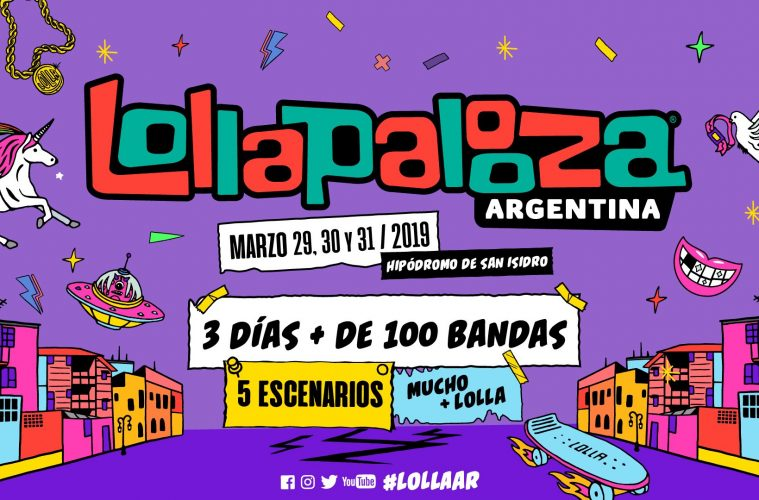 Lollapalooza®
ARGENTINA
MARZO 29, 30 Y 31 / 2019
HIPÓDROMO DE SAN ISIDRO
3 DÍAS + DE 100 BANDAS
5 ESCENARIOS
MUCHO
+ LOLLA
LOLLA
YouTube #LOLLAAR